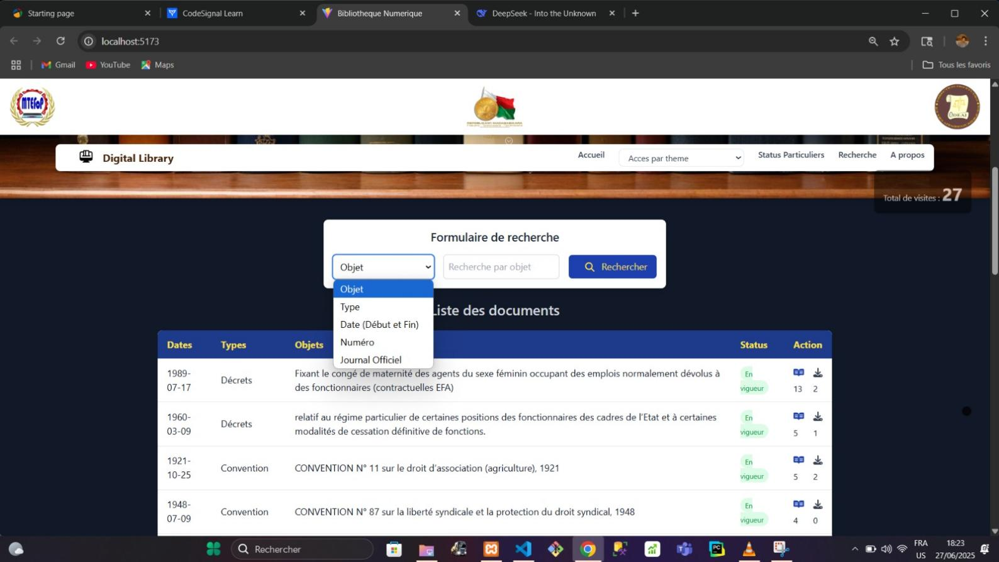 Starting page
CodeSignal Learn
Bibliotheque Numerique
DeepSeek - Into the Unknown
localhost:5173
Gmail
YouTube
Maps
Tous les favoris
MTEFoP
Digital Library
Accueil
Acces par theme
Status Particuliers
Recherche
A propos
Total de visites : 27
Formulaire de recherche
Objet
Recherche par objet
Rechercher
Objet
Type
Date (Début et Fin)
Numéro
Journal Officiel
Liste des documents
Dates Types Objets Status Action
1989-
07-17
Décrets
Fixant le congé de maternité des agents du sexe féminin occupant des emplois normalement dévolus à
des fonctionnaires (contractuelles EFA)
En
vigueur
13 2
1960-
03-09
Décrets
relatif au régime particulier de certaines positions des fonctionnaires des cadres de l'Etat et à certaines
modalités de cessation définitive de fonctions.
En
vigueur
5 1
1921-
10-25
Convention
CONVENTION N° 11 sur le droit d'association (agriculture), 1921
En
vigueur
5 2
1948-
07-09
Convention
CONVENTION N° 87 sur la liberté syndicale et la protection du droit syndical, 1948
En
vigueur
4 0
Rechercher
FRA
US
18:23
27/06/2025